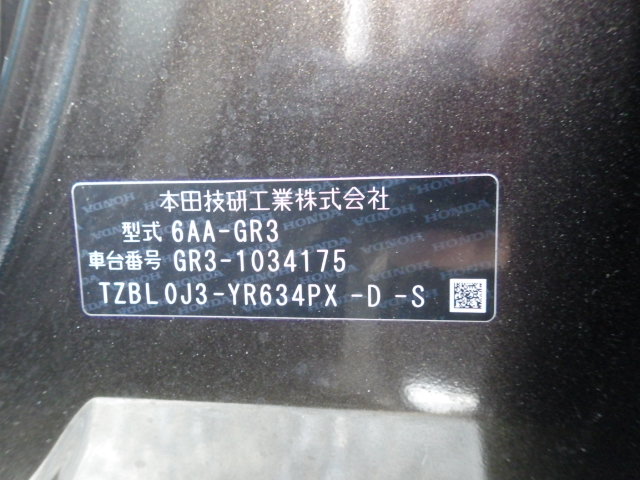 本田技研工業株式会社
型式 6AA-GR3
車台番号 GR3-1034175
TZBL0J3-YR634PX -D -S